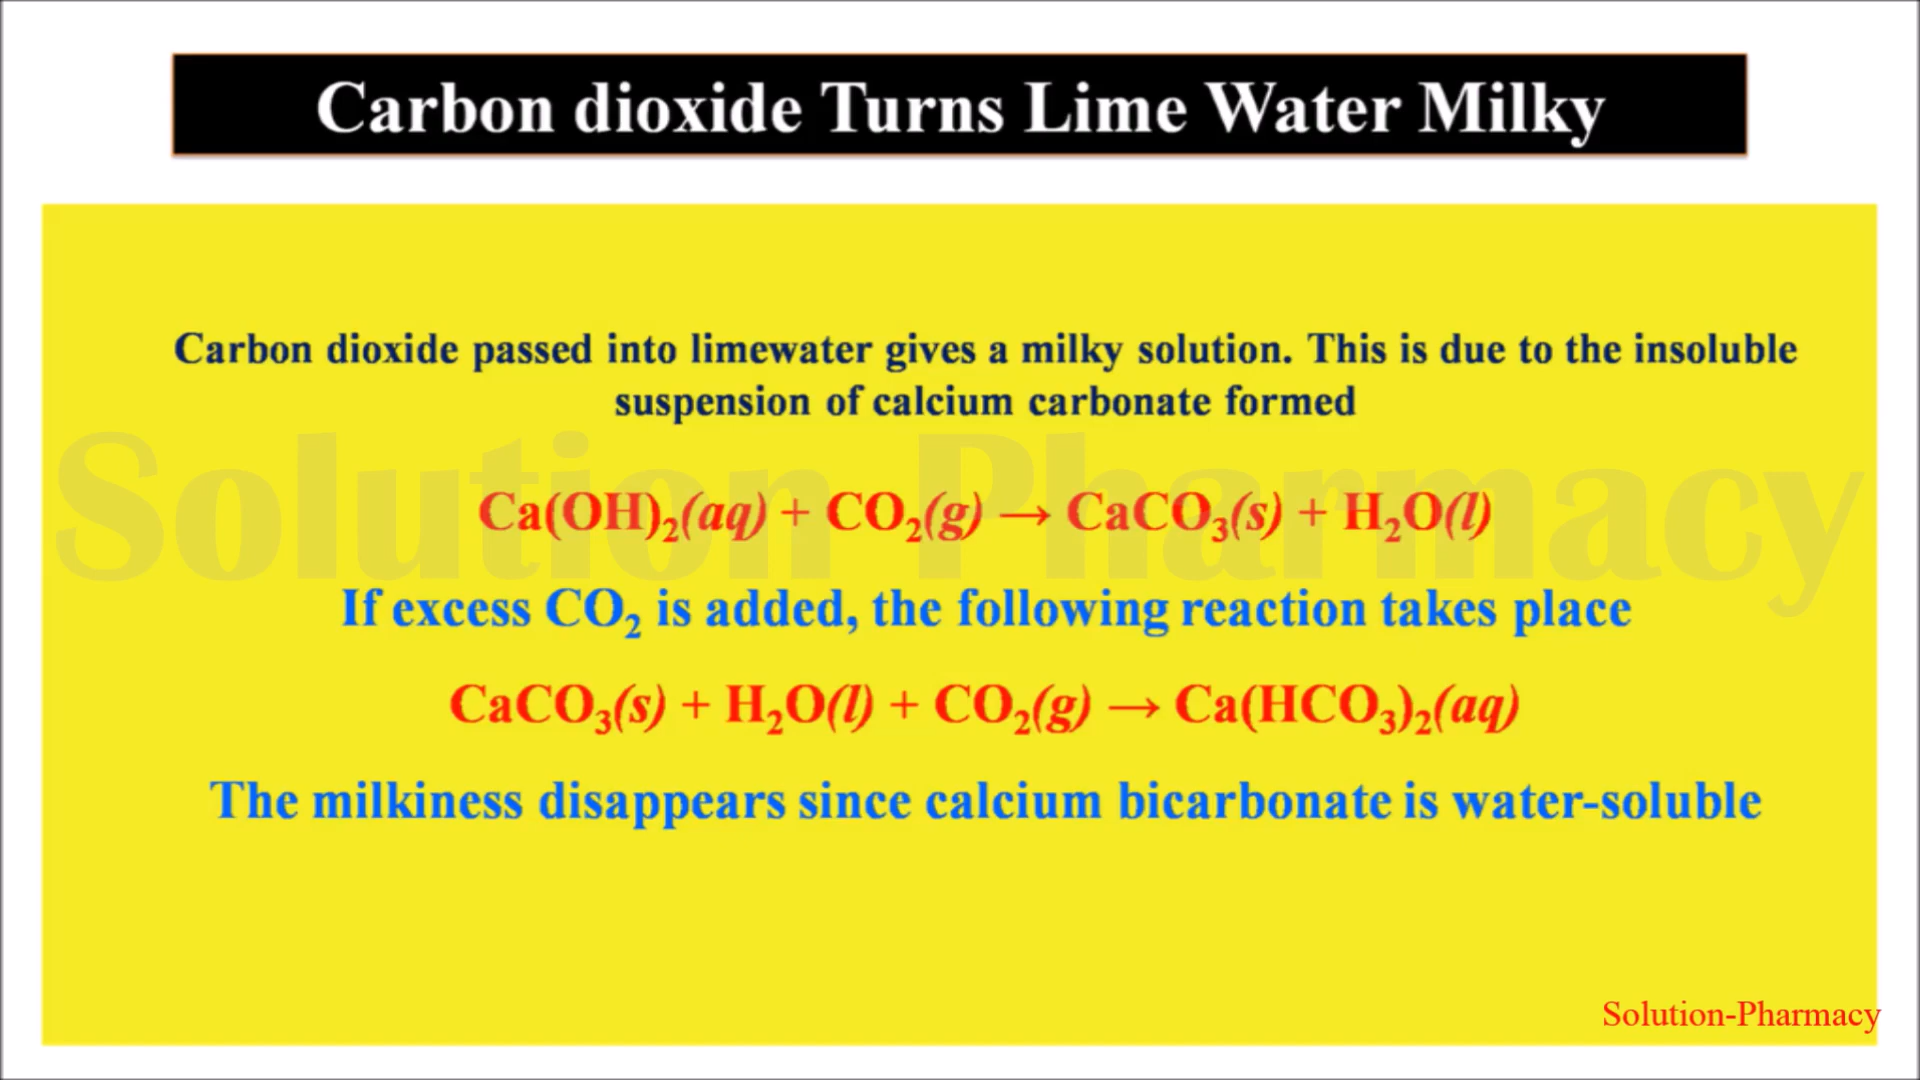 Carbon dioxide Turns Lime Water Milky
Carbon dioxide passed into limewater gives a milky solution. This is due to the insoluble
suspension of calcium carbonate formed
Solution Pharmacy
Ca(OH)₂(aq) + CO₂(g) → CaCO₃(s) + H₂O(l)
If excess CO₂ is added, the following reaction takes place
CaCO₃(s) + H₂O(l) + CO₂(g) → Ca(HCO₃)₂(aq)
The milkiness disappears since calcium bicarbonate is water-soluble
Solution-Pharmacy